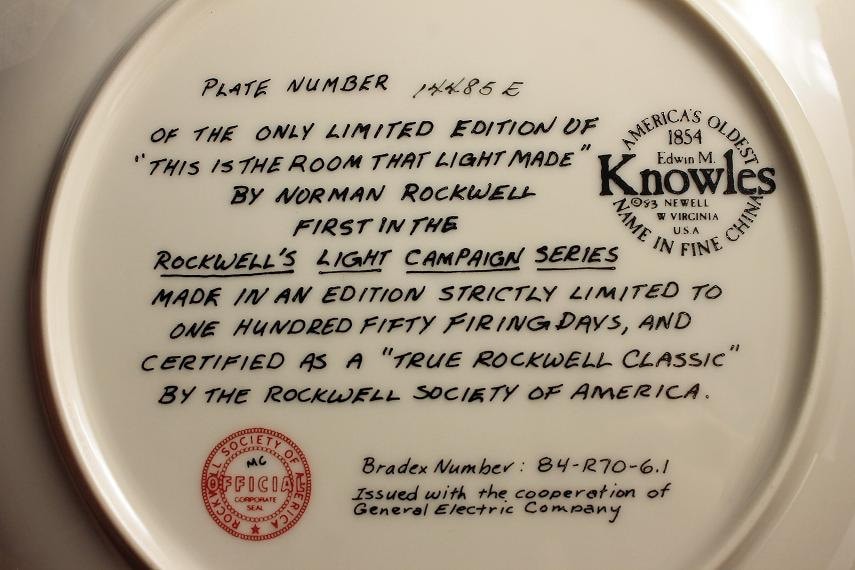 PLATE NUMBER 14485 E
OF THE ONLY LIMITED EDITION OF
"THIS IS THE ROOM THAT LIGHT MADE"
BY NORMAN ROCKWELL
FIRST IN THE
ROCKWELL'S LIGHT CAMPAIGN SERIES
MADE IN AN EDITION STRICTLY LIMITED TO
ONE HUNDRED FIFTY FIRING DAYS, AND
CERTIFIED AS A "TRUE ROCKWELL CLASSIC"
BY THE ROCKWELL SOCIETY OF AMERICA.
AMERICA'S OLDEST
1854
Edwin M.
Knowles
©83 NEWELL
W VIRGINIA
USA
NAME IN FINE CHINA
ROCKWELL SOCIETY OF AMERICA
MC
OFFICIAL
CORPORATE
SEAL
Bradex Number: 84-R70-6.1
Issued with the cooperation of
General Electric Company